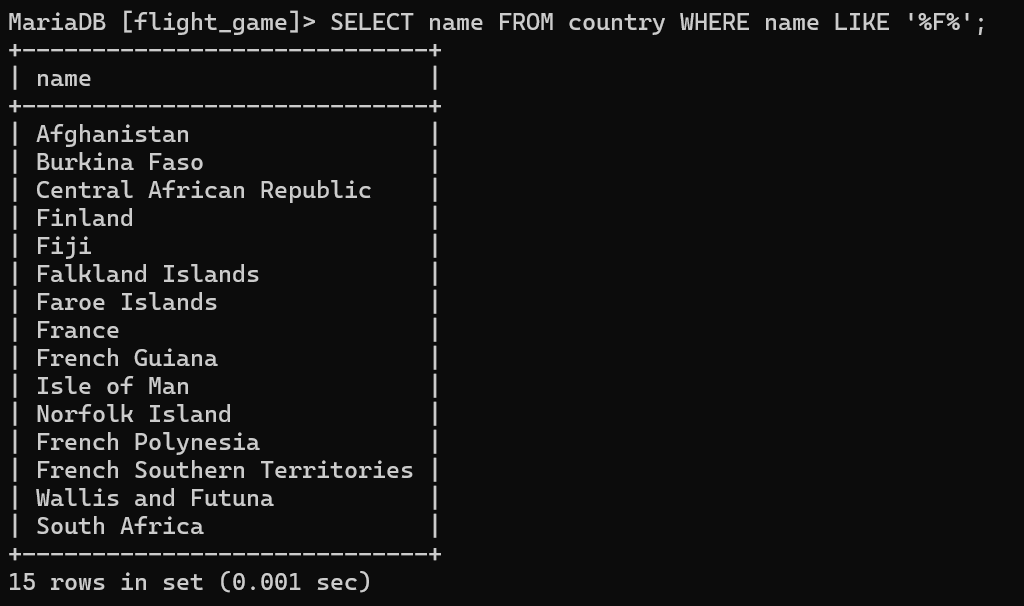 MariaDB [flight_game]> SELECT name FROM country WHERE name LIKE '%F%';
+-----------------------------+
| name                        |
+-----------------------------+
| Afghanistan                 |
| Burkina Faso                |
| Central African Republic    |
| Finland                     |
| Fiji                        |
| Falkland Islands            |
| Faroe Islands               |
| France                      |
| French Guiana               |
| Isle of Man                 |
| Norfolk Island              |
| French Polynesia            |
| French Southern Territories |
| Wallis and Futuna           |
| South Africa                |
+-----------------------------+
15 rows in set (0.001 sec)